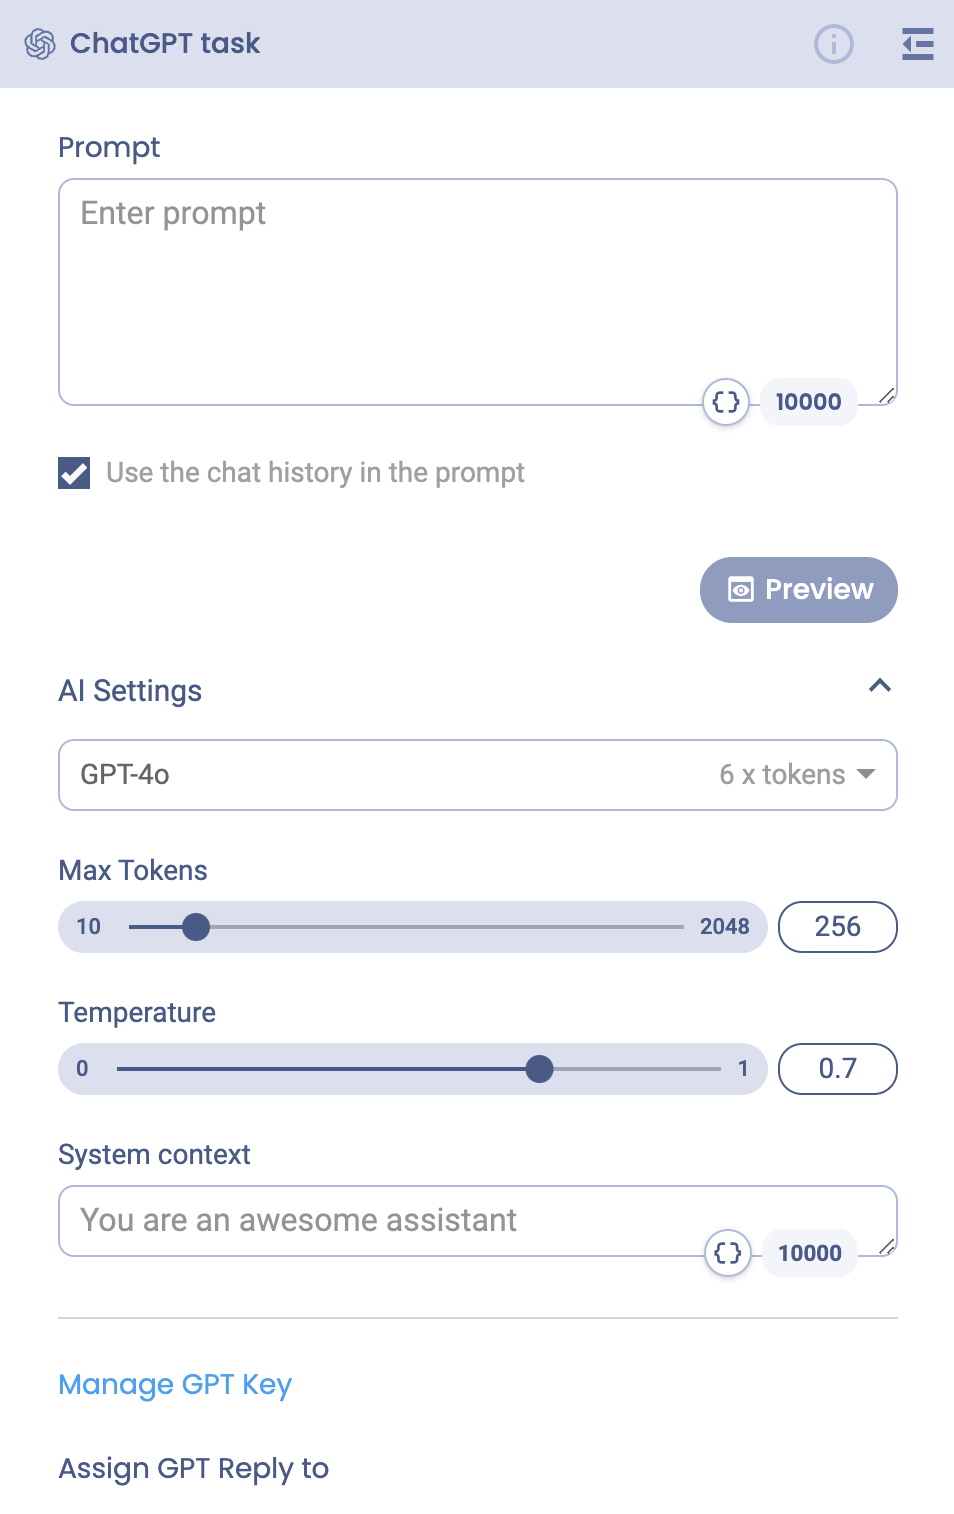 ChatGPT task
Prompt
Enter prompt
{} 10000
Use the chat history in the prompt
Preview
AI Settings
GPT-4o 6 x tokens
Max Tokens
10 2048 256
Temperature
0 1 0.7
System context
You are an awesome assistant
{} 10000
Manage GPT Key
Assign GPT Reply to